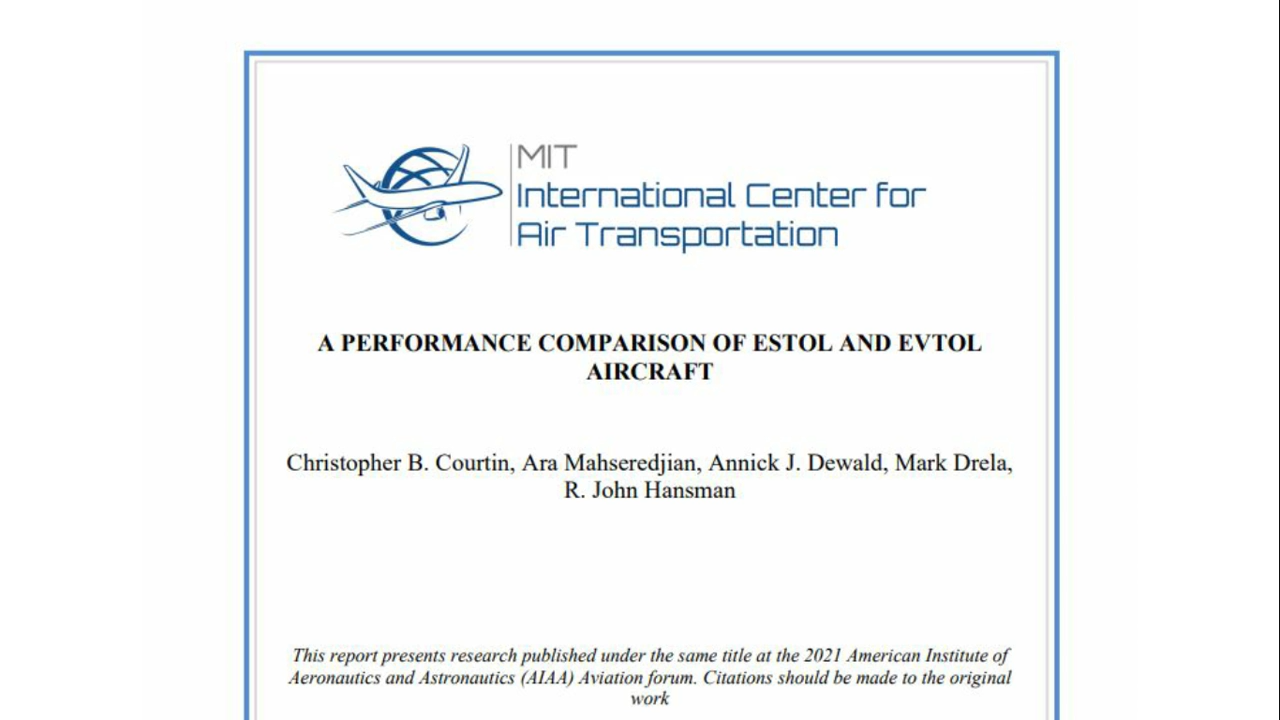 MIT
International Center for
Air Transportation
A PERFORMANCE COMPARISON OF ESTOL AND EVTOL
AIRCRAFT
Christopher B. Courtin, Ara Mahseredjian, Annick J. Dewald, Mark Drela,
R. John Hansman
This report presents research published under the same title at the 2021 American Institute of
Aeronautics and Astronautics (AIAA) Aviation forum. Citations should be made to the original
work